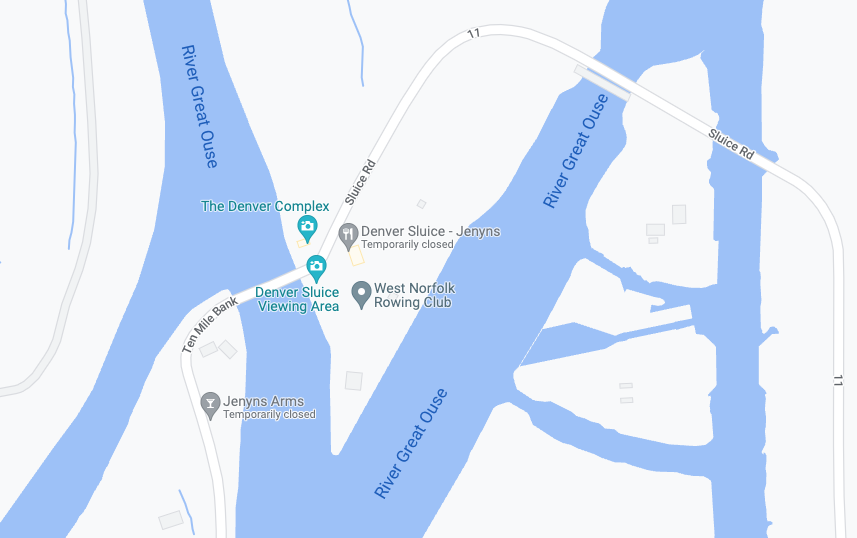 11
River Great Ouse
River Great Ouse
Sluice Rd
Sluice Rd
The Denver Complex
Denver Sluice - Jenyns
Temporarily closed
Denver Sluice
Viewing Area
West Norfolk
Rowing Club
Ten Mile Bank
11
Jenyns Arms
Temporarily closed
River Great Ouse